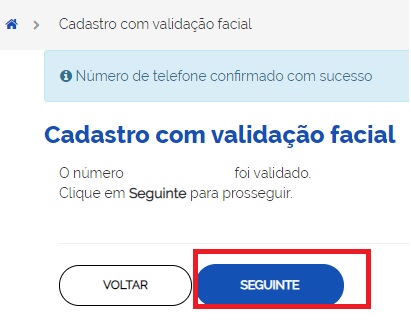 Cadastro com validação facial
Número de telefone confirmado com sucesso
Cadastro com validação facial
O número foi validado.
Clique em Seguinte para prosseguir.
VOLTAR SEGUINTE